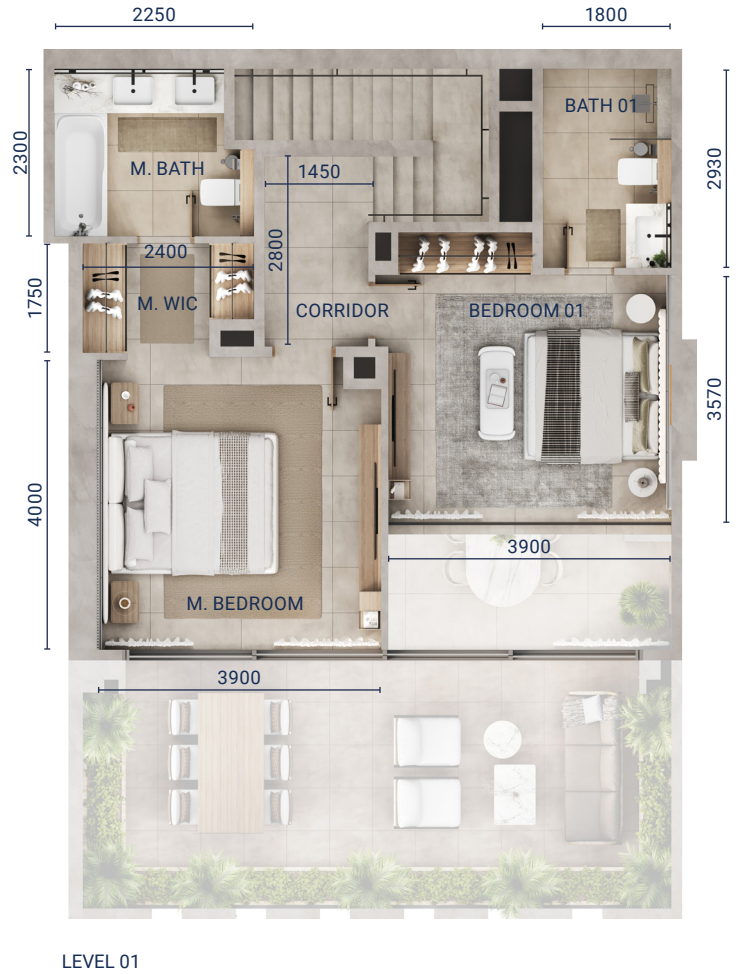 2250
1800
BATH 01
2300
M. BATH
1450
2930
2400
2800
1750
M. WIC
CORRIDOR
BEDROOM 01
3570
4000
3900
M. BEDROOM
3900
LEVEL 01